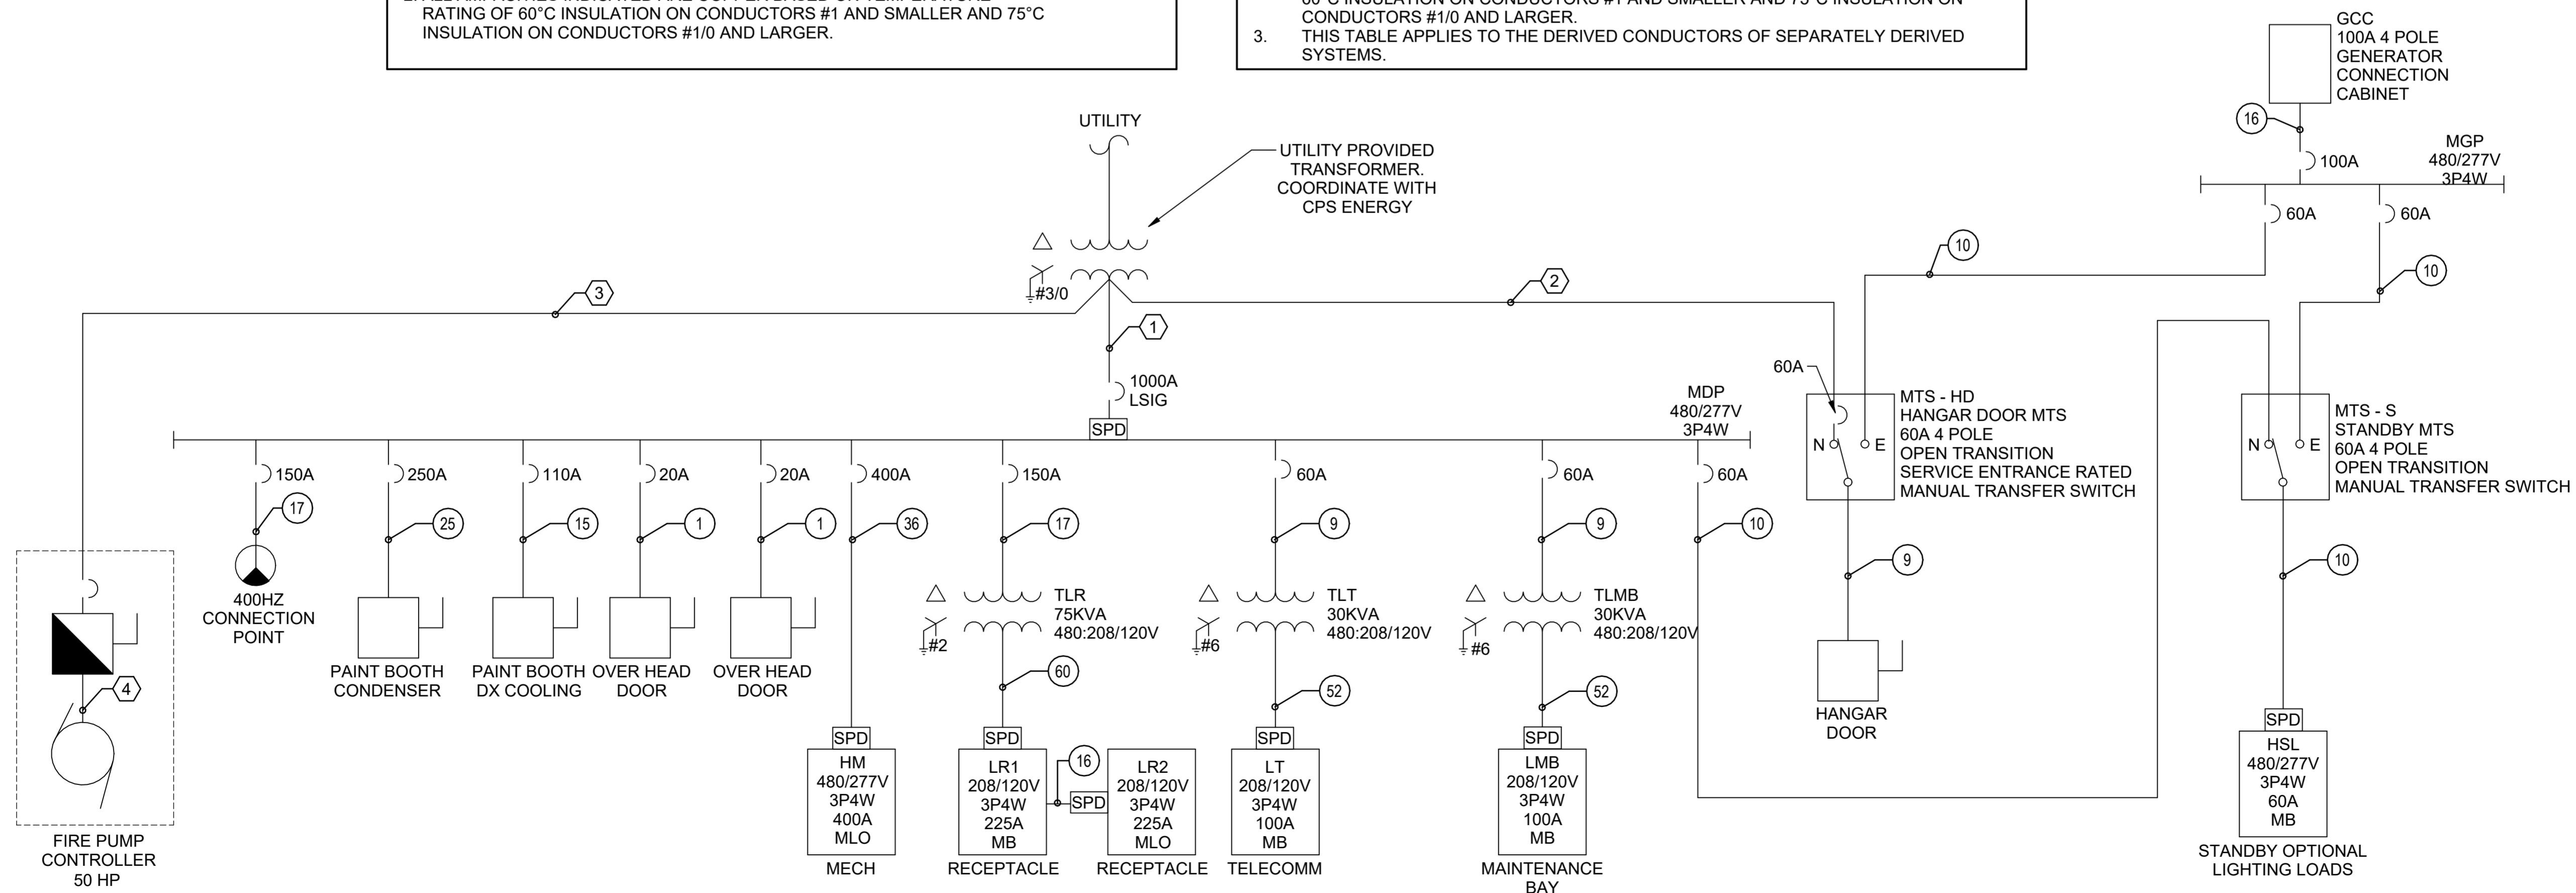 RATING OF 60°C INSULATION ON CONDUCTORS #1 AND SMALLER AND 75°C
INSULATION ON CONDUCTORS #1/0 AND LARGER.
60°C INSULATION ON CONDUCTORS #1 AND SMALLER AND 75°C INSULATION ON
CONDUCTORS #1/0 AND LARGER.
3. THIS TABLE APPLIES TO THE DERIVED CONDUCTORS OF SEPARATELY DERIVED
SYSTEMS.
GCC
100A 4 POLE
GENERATOR
CONNECTION
CABINET
16
100A
MGP
480/277V
3P4W
60A
60A
10
10
UTILITY
UTILITY PROVIDED
TRANSFORMER.
COORDINATE WITH
CPS ENERGY
#3/0
3
2
1
1000A
LSIG
SPD
MDP
480/277V
3P4W
60A
N
E
MTS - HD
HANGAR DOOR MTS
60A 4 POLE
OPEN TRANSITION
SERVICE ENTRANCE RATED
MANUAL TRANSFER SWITCH
N
E
MTS - S
STANDBY MTS
60A 4 POLE
OPEN TRANSITION
MANUAL TRANSFER SWITCH
150A
250A
110A
20A
20A
400A
150A
60A
60A
60A
17
25
15
1
1
36
17
9
9
10
9
10
400HZ
CONNECTION
POINT
PAINT BOOTH
CONDENSER
PAINT BOOTH
DX COOLING
OVER HEAD
DOOR
OVER HEAD
DOOR
#2
TLR
75KVA
480:208/120V
#6
TLT
30KVA
480:208/120V
#6
TLMB
30KVA
480:208/120V
60
52
52
4
HANGAR
DOOR
SPD
HM
480/277V
3P4W
400A
MLO
MECH
SPD
LR1
208/120V
3P4W
225A
MB
RECEPTACLE
16
SPD
LR2
208/120V
3P4W
225A
MLO
RECEPTACLE
SPD
LT
208/120V
3P4W
100A
MB
TELECOMM
SPD
LMB
208/120V
3P4W
100A
MB
MAINTENANCE
BAY
SPD
HSL
480/277V
3P4W
60A
MB
STANDBY OPTIONAL
LIGHTING LOADS
FIRE PUMP
CONTROLLER
50 HP